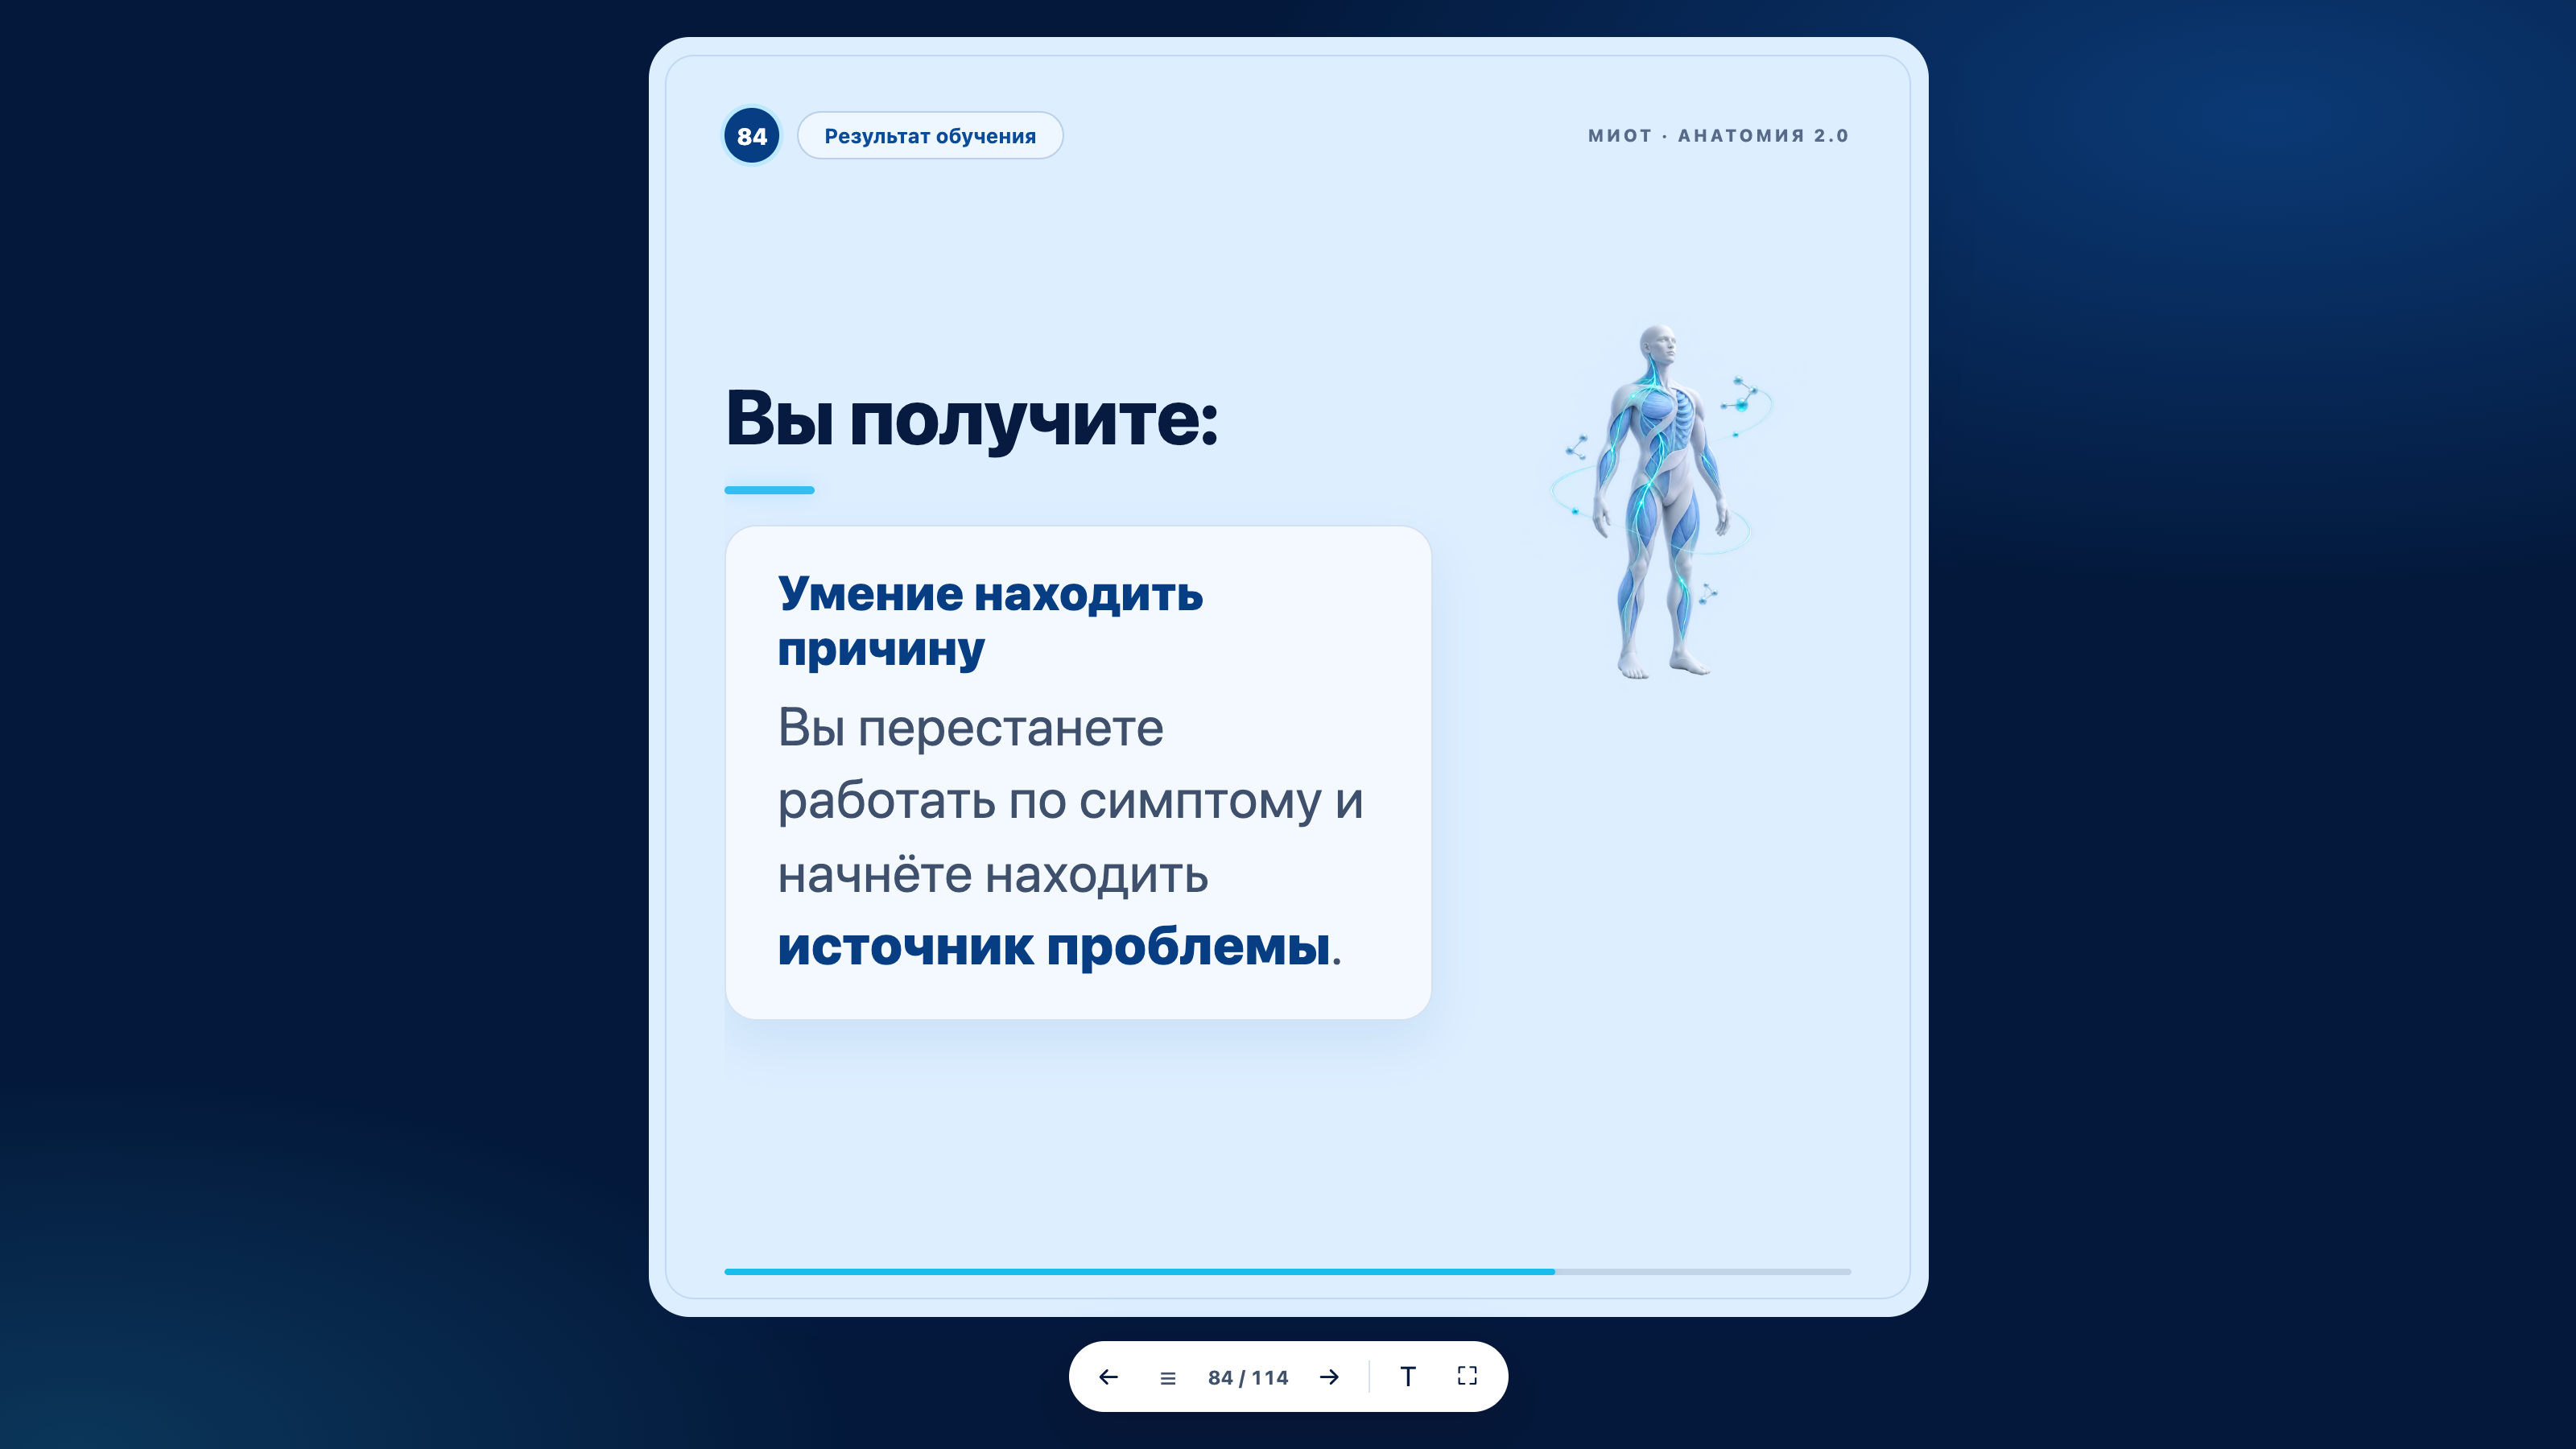 84
Результат обучения
МИОТ · АНАТОМИЯ 2.0
Вы получите:
Умение находить
причину
Вы перестанете
работать по симптому и
начнёте находить
источник проблемы.
84 / 114
T